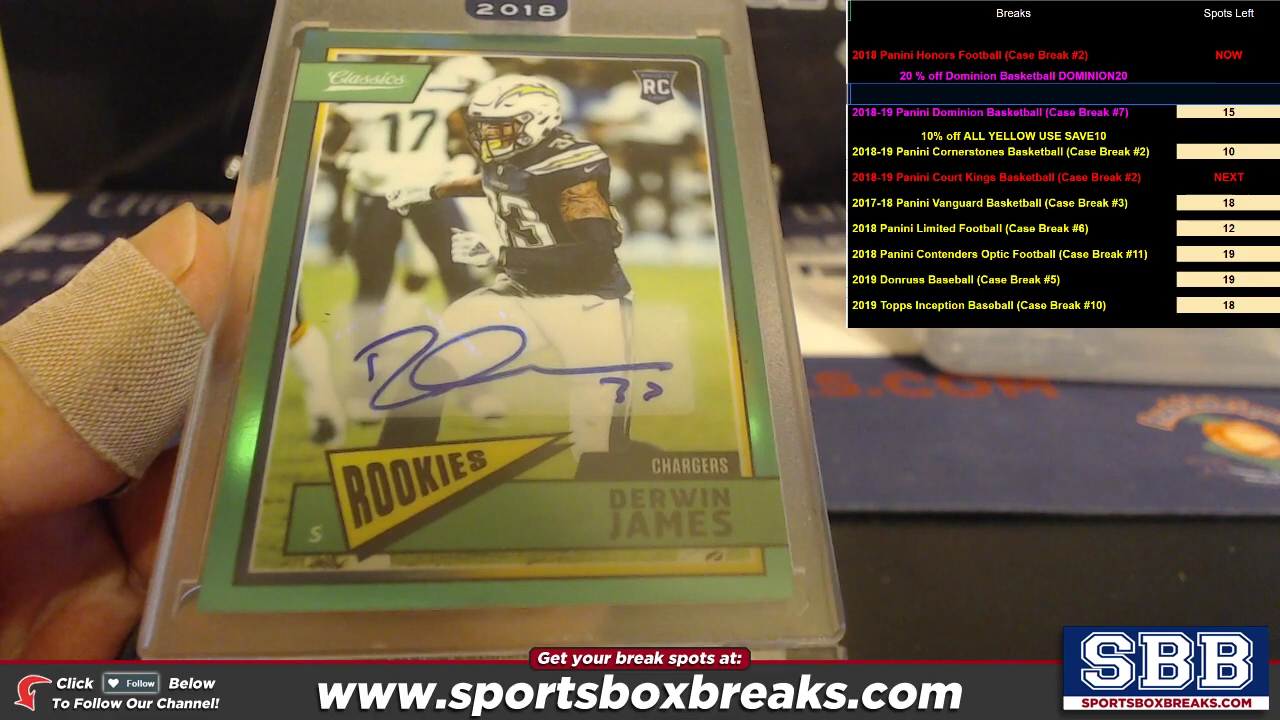 2018
Classics
RC
17
33
33
ROOKIES
CHARGERS
DERWIN
JAMES
S
Breaks Spots Left
2018 Panini Honors Football (Case Break #2) NOW
20 % off Dominion Basketball DOMINION20
2018-19 Panini Dominion Basketball (Case Break #7) 15
10% off ALL YELLOW USE SAVE10
2018-19 Panini Cornerstones Basketball (Case Break #2) 10
2018-19 Panini Court Kings Basketball (Case Break #2) NEXT
2017-18 Panini Vanguard Basketball (Case Break #3) 18
2018 Panini Limited Football (Case Break #6) 12
2018 Panini Contenders Optic Football (Case Break #11) 19
2019 Donruss Baseball (Case Break #5) 19
2019 Topps Inception Baseball (Case Break #10) 18
S.COM
Get your break spots at:
Click Follow Below
To Follow Our Channel!
www.sportsboxbreaks.com
SBB
SPORTSBOXBREAKS.COM